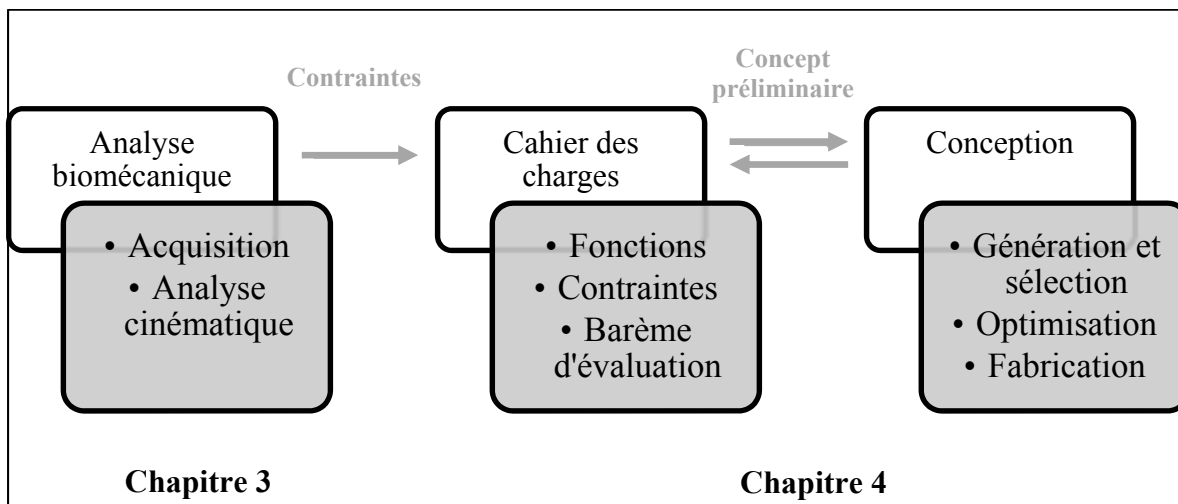 Contraintes
Concept
préliminaire
Analyse
biomécanique
• Acquisition
• Analyse
cinématique
Cahier des
charges
• Fonctions
• Contraintes
• Barème
d'évaluation
Conception
• Génération et
sélection
• Optimisation
• Fabrication
Chapitre 3
Chapitre 4